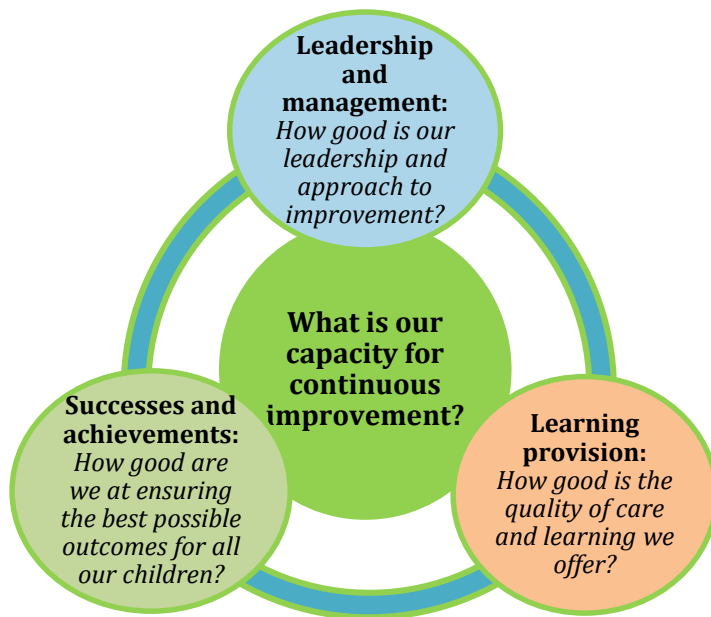 Leadership
and
management:
How good is our
leadership and
approach to
improvement?
What is our
capacity for
continuous
improvement?
Successes and
achievements:
How good are
we at ensuring
the best possible
outcomes for all
our children?
Learning
provision:
How good is the
quality of care
and learning we
offer?